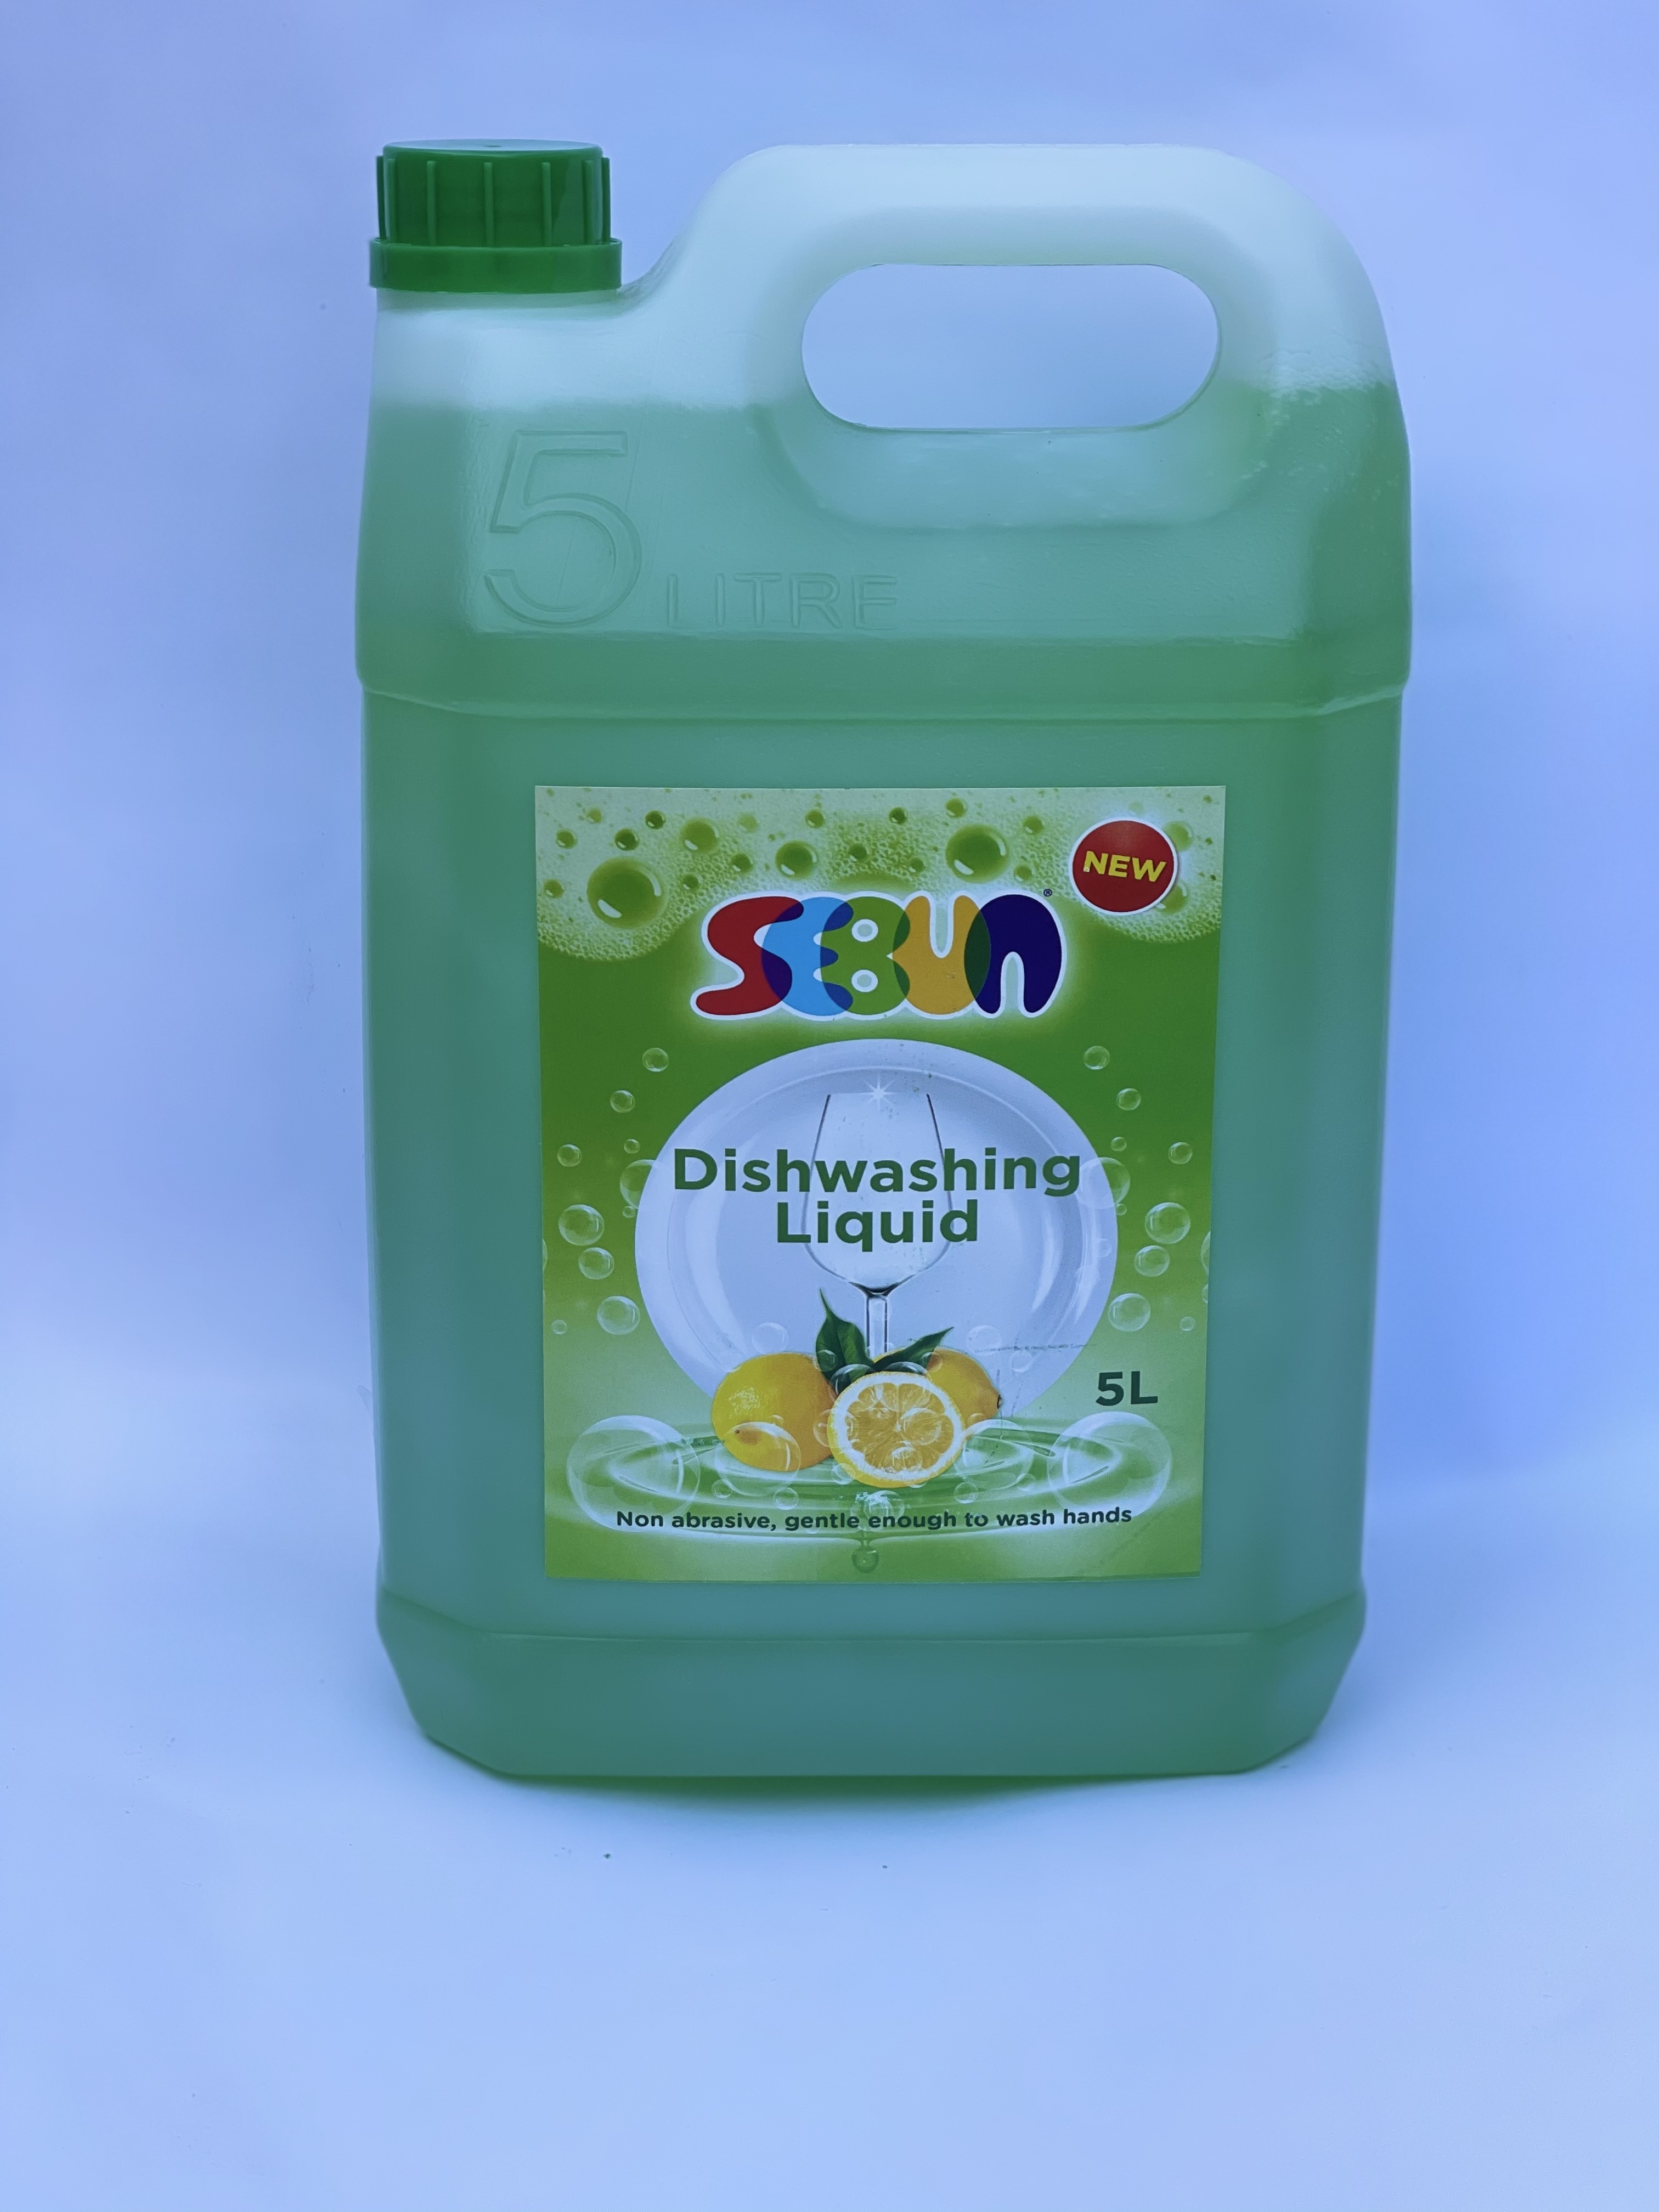 5 LITRE
NEW
SEBUN®
Dishwashing
Liquid
5L
Non abrasive, gentle enough to wash hands